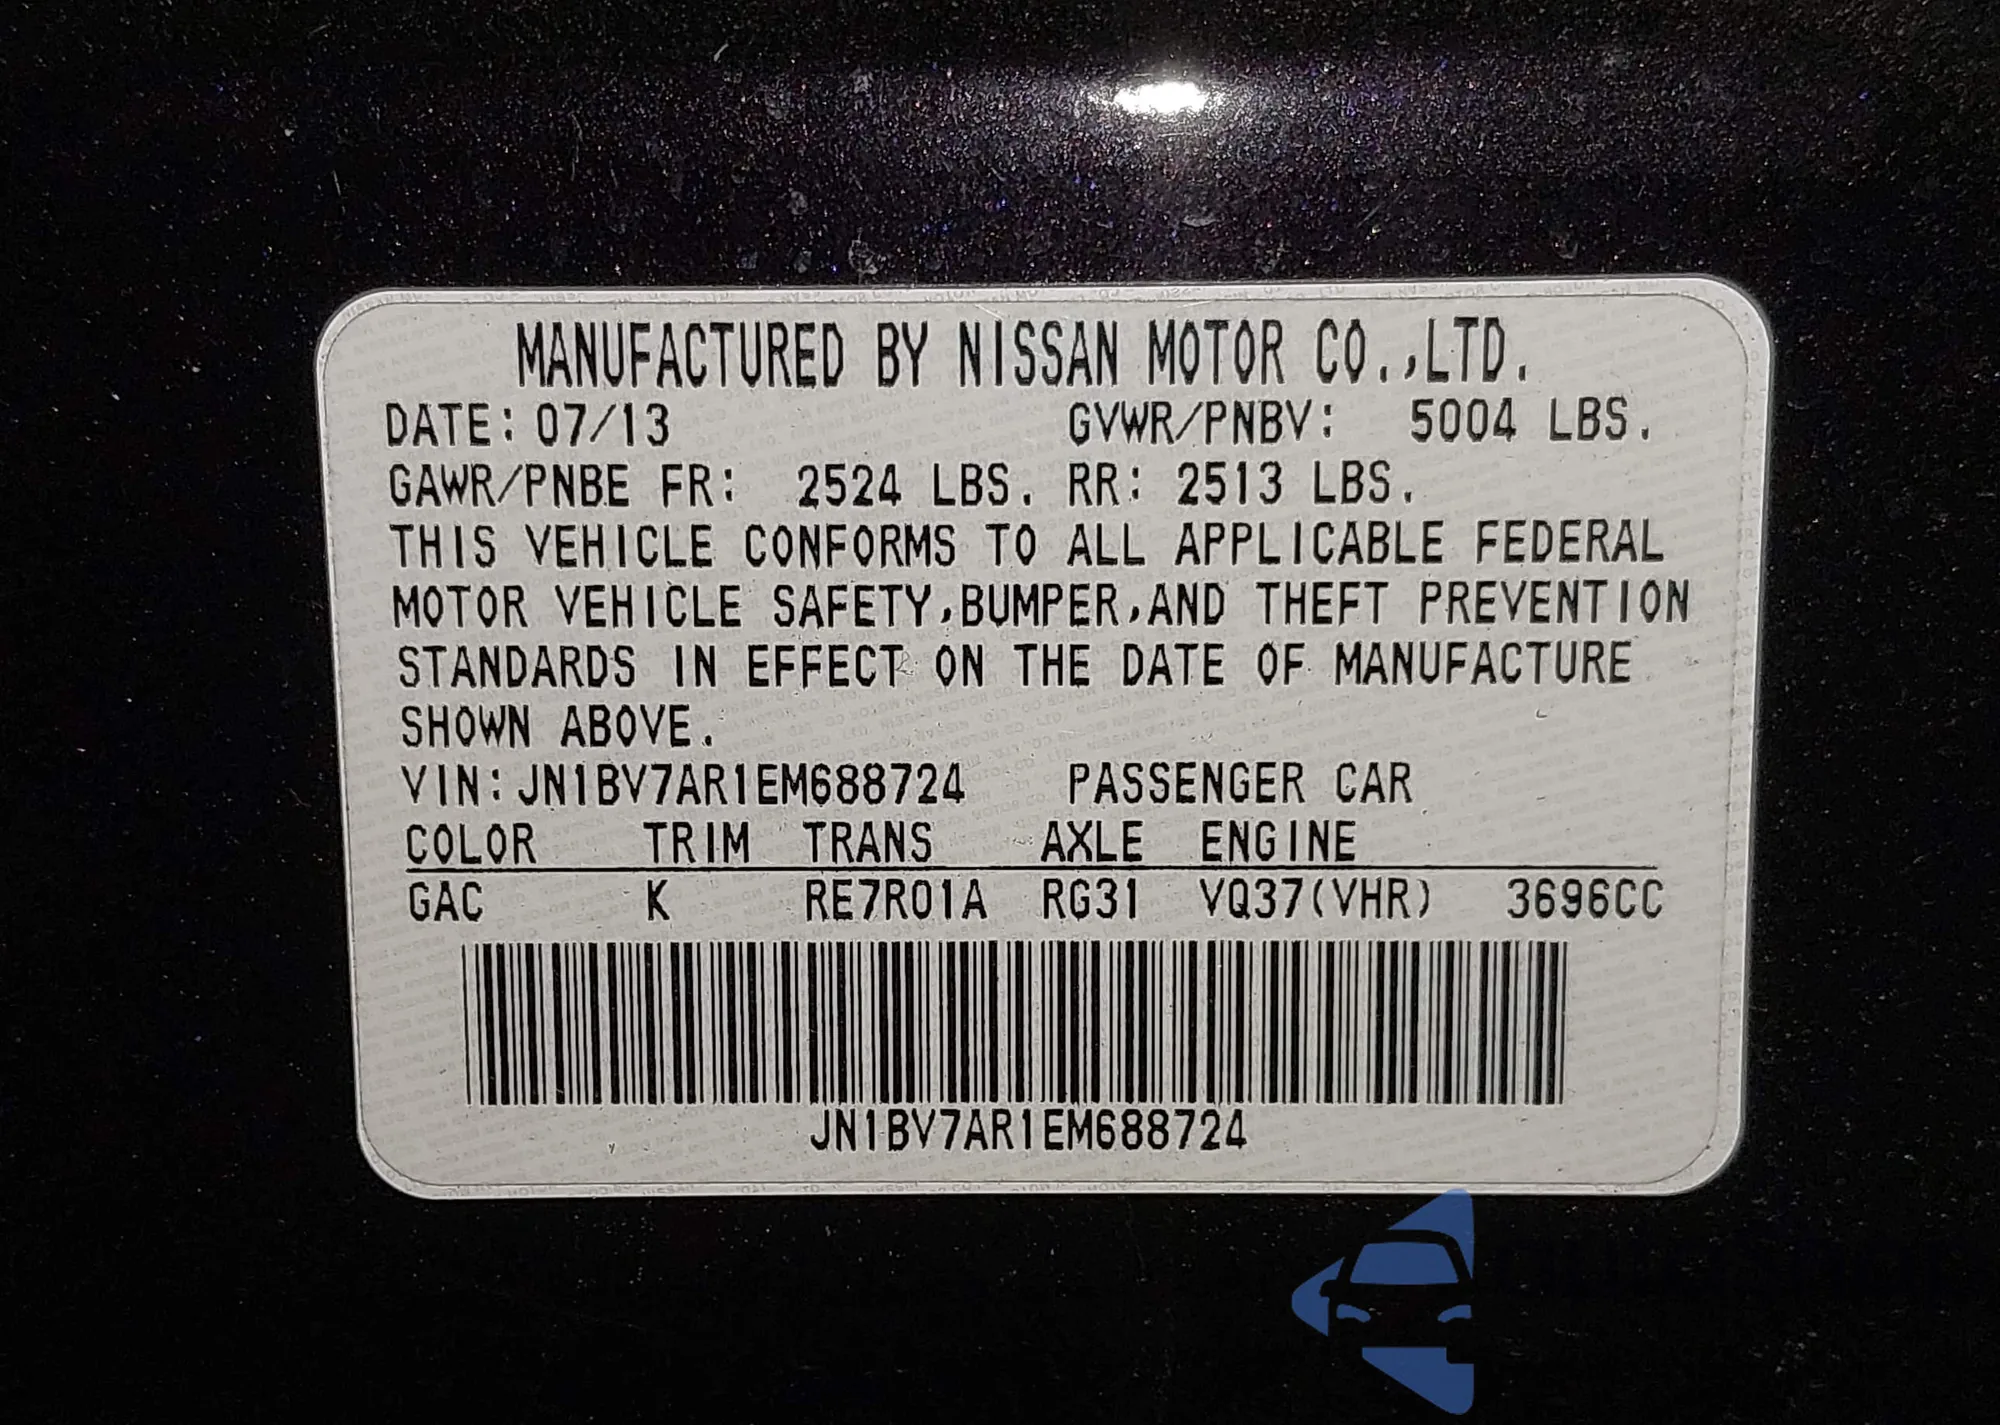 MANUFACTURED BY NISSAN MOTOR CO.,LTD.
DATE: 07/13 GVWR/PNBV: 5004 LBS.
GAWR/PNBE FR: 2524 LBS. RR: 2513 LBS.
THIS VEHICLE CONFORMS TO ALL APPLICABLE FEDERAL
MOTOR VEHICLE SAFETY,BUMPER,AND THEFT PREVENTION
STANDARDS IN EFFECT ON THE DATE OF MANUFACTURE
SHOWN ABOVE.
VIN:JN1BV7AR1EM688724 PASSENGER CAR
COLOR TRIM TRANS AXLE ENGINE
GAC K RE7R01A RG31 VQ37(VHR) 3696CC
JN1BV7AR1EM688724